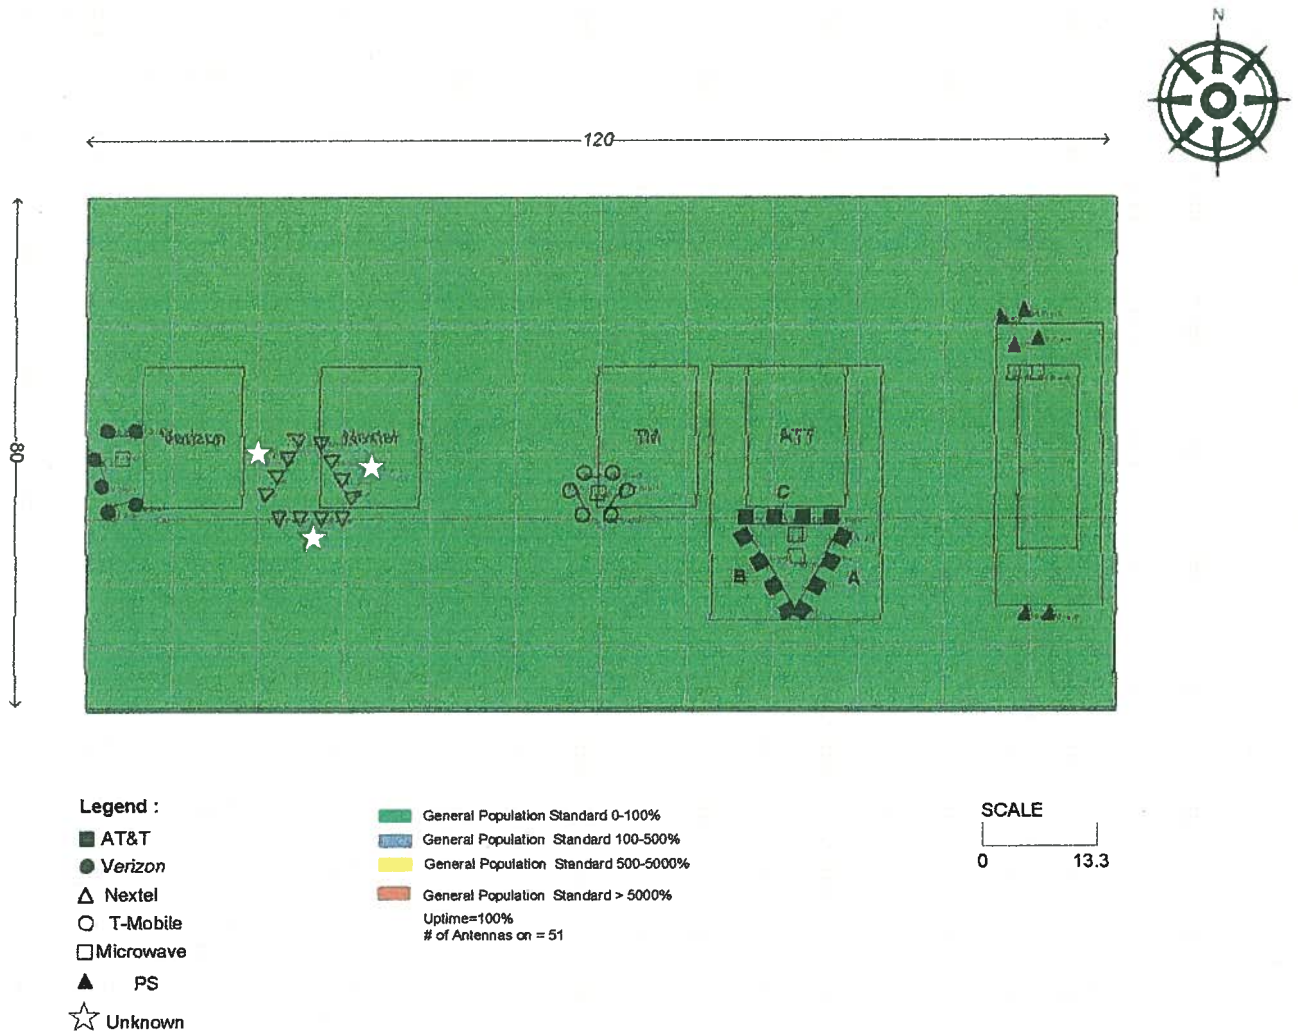 N
120
80
Verizon
Nextel
TM
ATT
C
B
A
Legend :
AT&T
Verizon
Nextel
T-Mobile
Microwave
PS
Unknown
General Population Standard 0-100%
General Population Standard 100-500%
General Population Standard 500-5000%
General Population Standard > 5000%
Uptime=100%
# of Antennas on = 51
SCALE
0 13.3